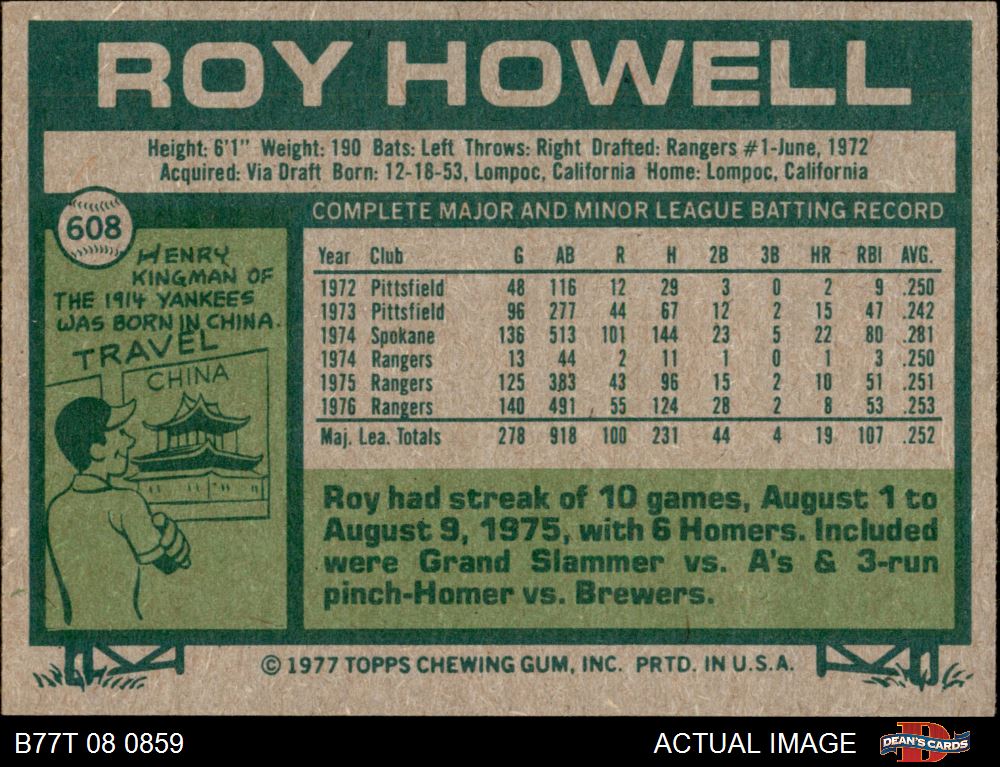 ROY HOWELL
Height: 6'1" Weight: 190 Bats: Left Throws: Right Drafted: Rangers #1-June, 1972
Acquired: Via Draft Born: 12-18-53, Lompoc, California Home: Lompoc, California
608
HENRY
KINGMAN OF
THE 1914 YANKEES
WAS BORN IN CHINA.
TRAVEL
CHINA
COMPLETE MAJOR AND MINOR LEAGUE BATTING RECORD
Year Club G AB R H 2B 3B HR RBI AVG.
1972 Pittsfield 48 116 12 29 3 0 2 9 .250
1973 Pittsfield 96 277 44 67 12 2 15 47 .242
1974 Spokane 136 513 101 144 23 5 22 80 .281
1974 Rangers 13 44 2 11 1 0 1 3 .250
1975 Rangers 125 383 43 96 15 2 10 51 .251
1976 Rangers 140 491 55 124 28 2 8 53 .253
Maj. Lea. Totals 278 918 100 231 44 4 19 107 .252
Roy had streak of 10 games, August 1 to
August 9, 1975, with 6 Homers. Included
were Grand Slammer vs. A's & 3-run
pinch-Homer vs. Brewers.
© 1977 TOPPS CHEWING GUM, INC. PRTD. IN U.S.A.
B77T 08 0859
ACTUAL IMAGE
D
DEAN'S CARDS